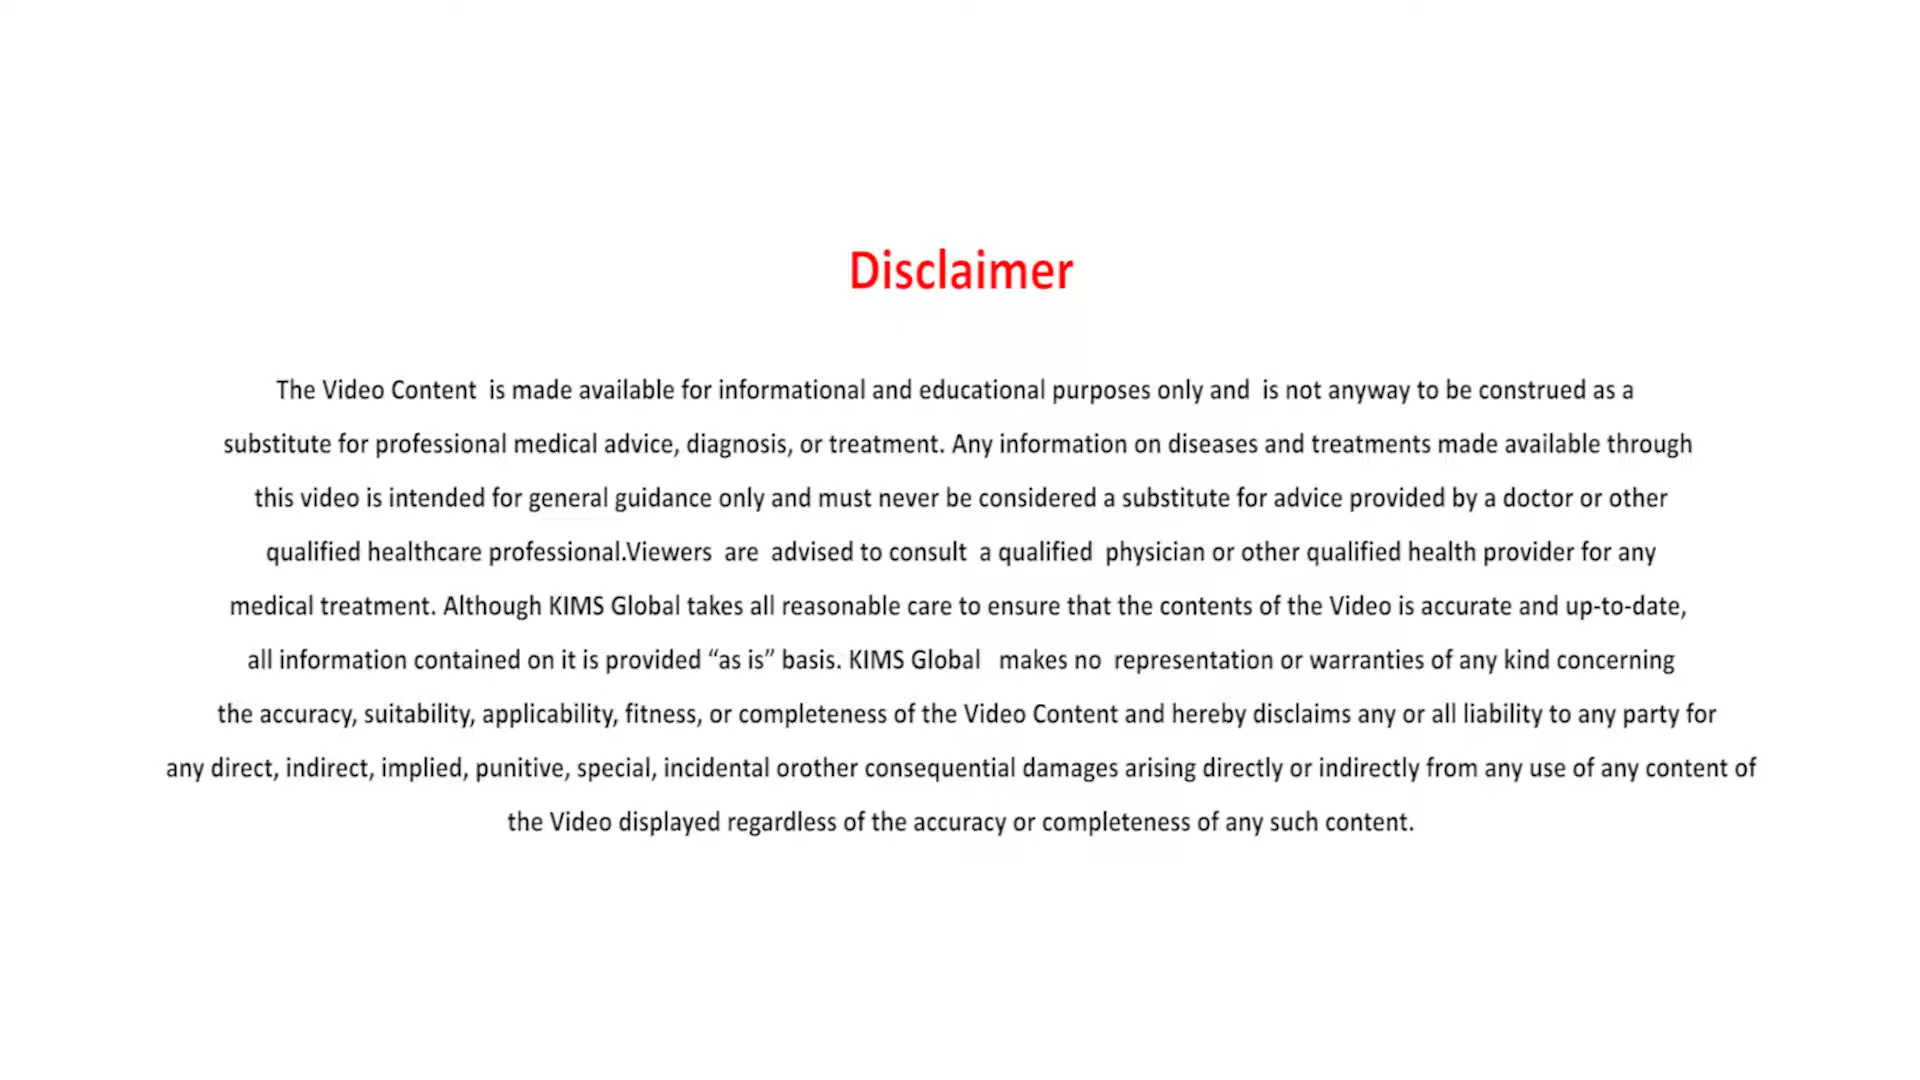 Disclaimer
The Video Content is made available for informational and educational purposes only and is not anyway to be construed as a
substitute for professional medical advice, diagnosis, or treatment. Any information on diseases and treatments made available through
this video is intended for general guidance only and must never be considered a substitute for advice provided by a doctor or other
qualified healthcare professional.Viewers are advised to consult a qualified physician or other qualified health provider for any
medical treatment. Although KIMS Global takes all reasonable care to ensure that the contents of the Video is accurate and up-to-date,
all information contained on it is provided “as is” basis. KIMS Global makes no representation or warranties of any kind concerning
the accuracy, suitability, applicability, fitness, or completeness of the Video Content and hereby disclaims any or all liability to any party for
any direct, indirect, implied, punitive, special, incidental orother consequential damages arising directly or indirectly from any use of any content of
the Video displayed regardless of the accuracy or completeness of any such content.